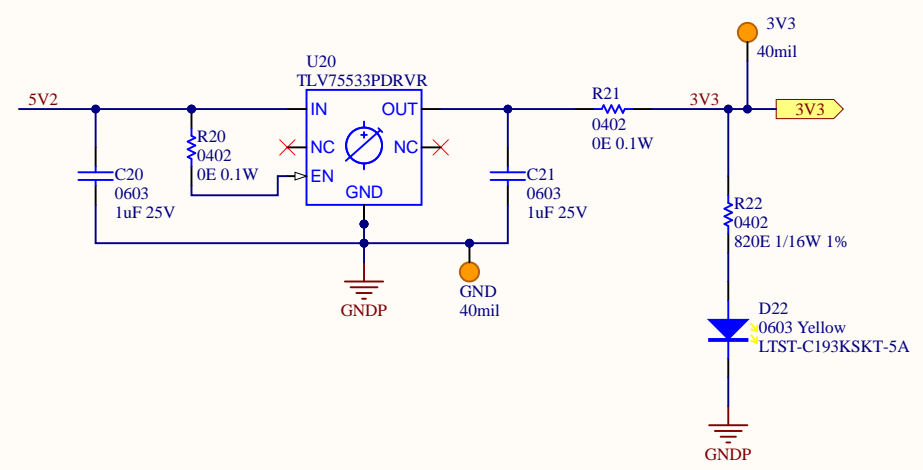 3V3
40mil
U20
TLV75533PDRVR
5V2
IN
OUT
R21
0402
0E 0.1W
3V3
3V3
R20
0402
0E 0.1W
NC
NC
EN
GND
C20
0603
1uF 25V
C21
0603
1uF 25V
R22
0402
820E 1/16W 1%
GNDP
GND
40mil
D22
0603 Yellow
LTST-C193KSKT-5A
GNDP